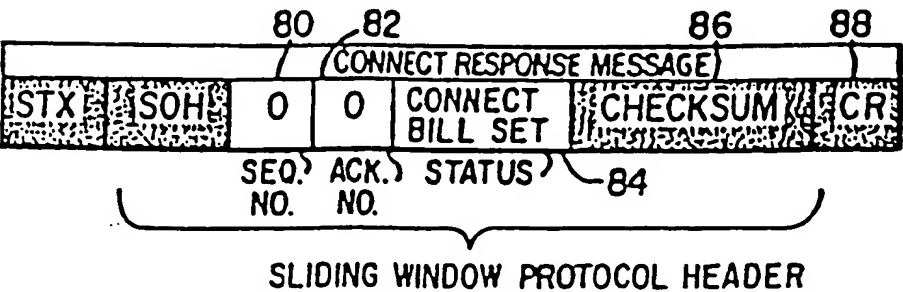 80 82 86 88
CONNECT RESPONSE MESSAGE
STX SOH 0 0 CONNECT BILL SET CHECKSUM CR
SEQ. NO. ACK. NO. STATUS 84
SLIDING WINDOW PROTOCOL HEADER